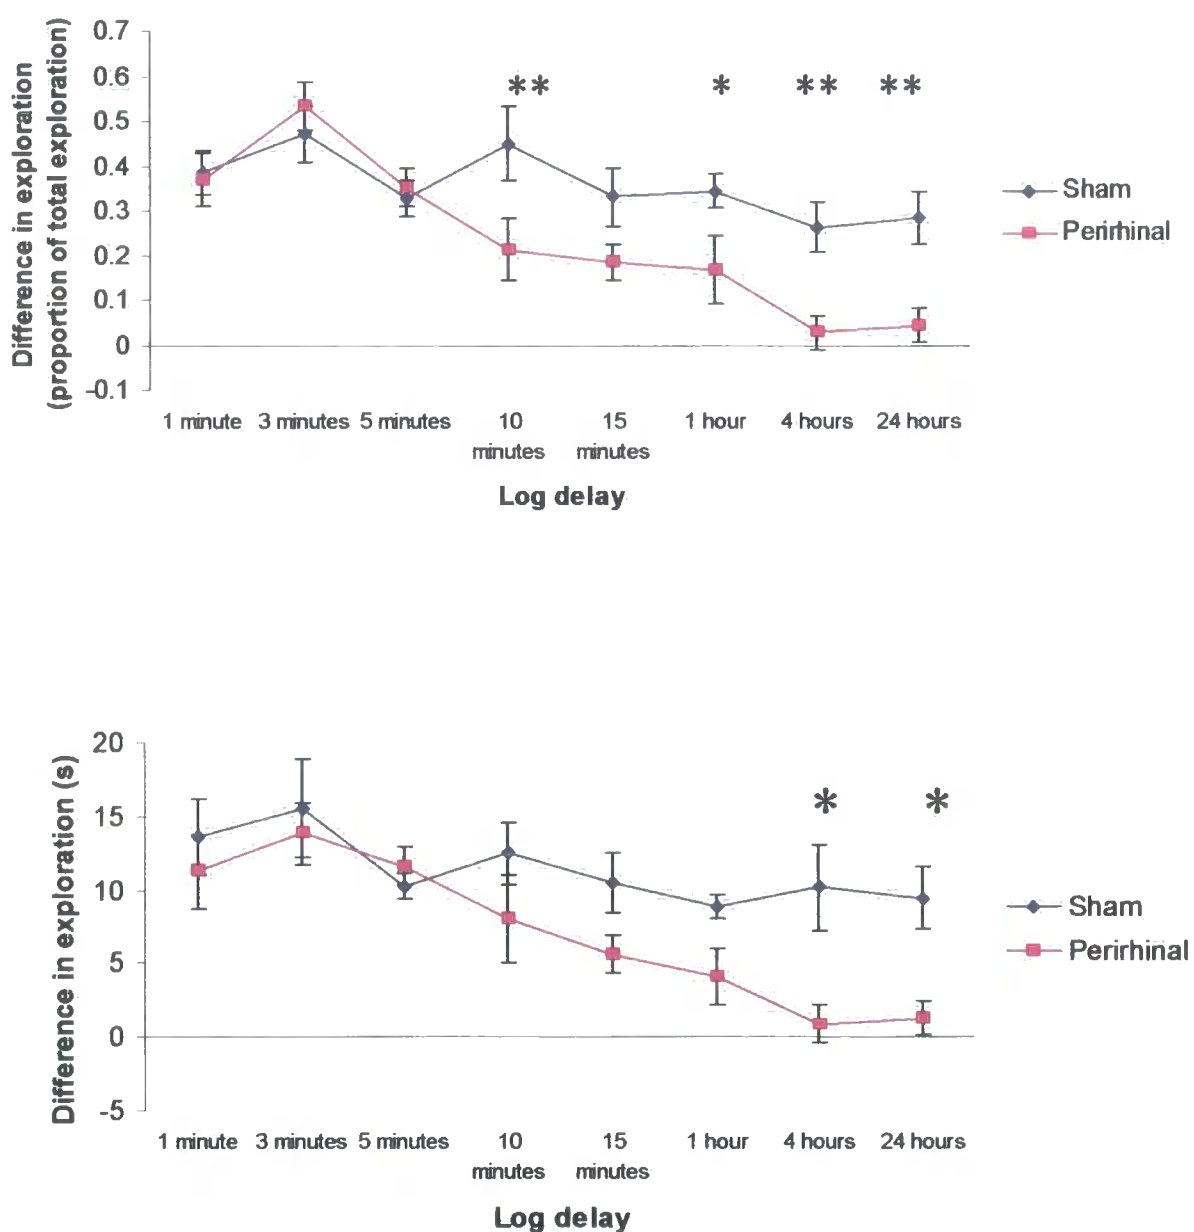 Difference in exploration
(proportion of total exploration)
0.7
0.6
0.5
0.4
0.3
0.2
0.1
0
-0.1
** * ** **
Sham
Perirhinal
1 minute 3 minutes 5 minutes 10 minutes 15 minutes 1 hour 4 hours 24 hours
Log delay
Difference in exploration (s)
20
15
10
5
0
-5
* *
Sham
Perirhinal
1 minute 3 minutes 5 minutes 10 minutes 15 minutes 1 hour 4 hours 24 hours
Log delay